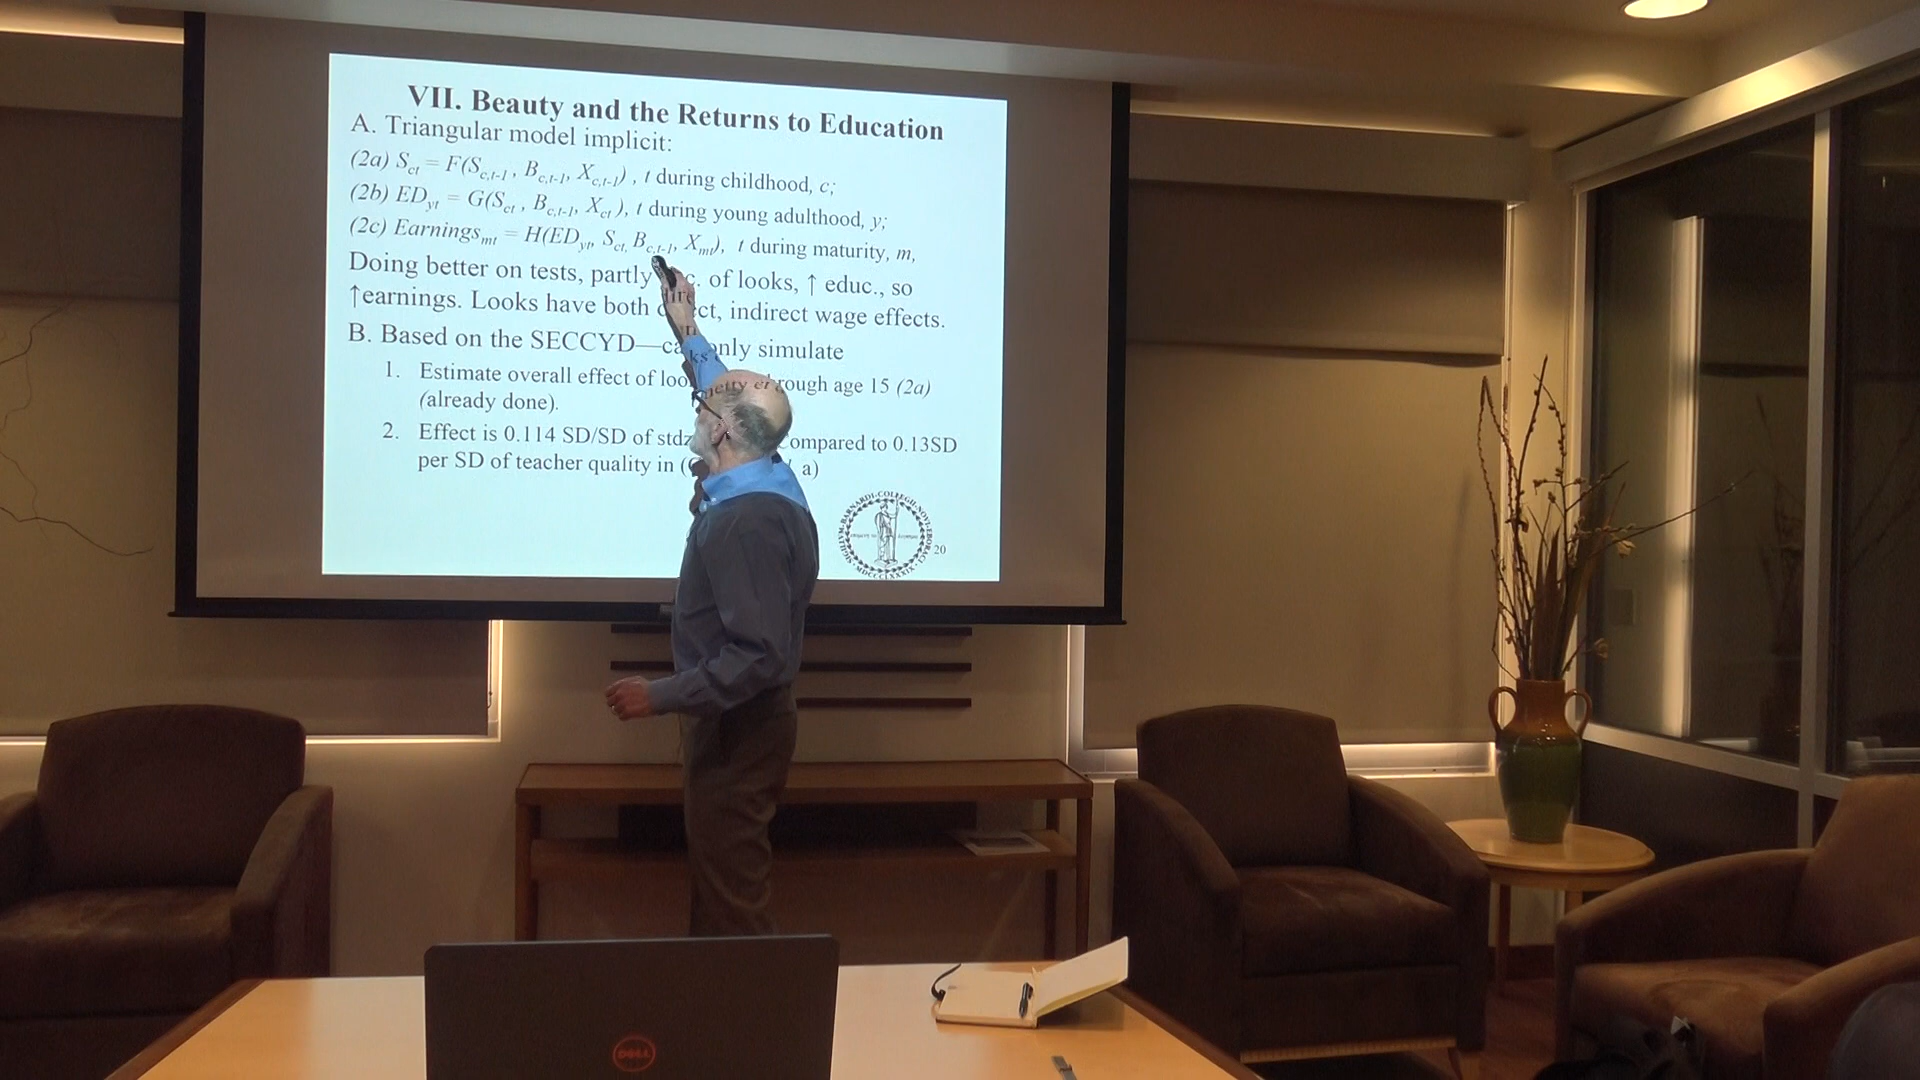 VII. Beauty and the Returns to Education
A. Triangular model implicit:
(2a) S_ct = F(S_c,t-1 , B_c,t-1, X_c,t-1) , t during childhood, c;
(2b) ED_yt = G(S_ct , B_c,t-1, X_ct ), t during young adulthood, y;
(2c) Earnings_mt = H(ED_yt, S_ct, B_c,t-1, X_mt), t during maturity, m,
Doing better on tests, partly c. of looks, ↑ educ., so
↑earnings. Looks have both ct, indirect wage effects.
B. Based on the SECCYD— only simulate
1. Estimate overall effect of age 15 (2a)
(already done).
2. Effect is 0.114 SD/SD of compared to 0.13SD
per SD of teacher quality in a)
20
DELL